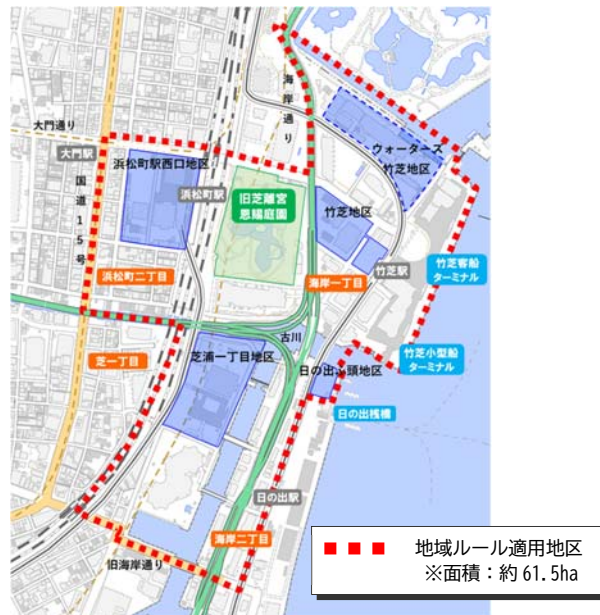 海岸通り
大門通り
大門駅
浜松町駅西口地区
国道15号
浜松町駅
旧芝離宮
恩賜庭園
ウォーターズ
竹芝地区
竹芝地区
竹芝駅
竹芝客船
ターミナル
浜松町二丁目
海岸一丁目
古川
竹芝小型船
ターミナル
芝一丁目
芝浦一丁目地区
日の出ふ頭地区
日の出桟橋
日の出駅
海岸二丁目
旧海岸通り
地域ルール適用地区
※面積：約61.5ha